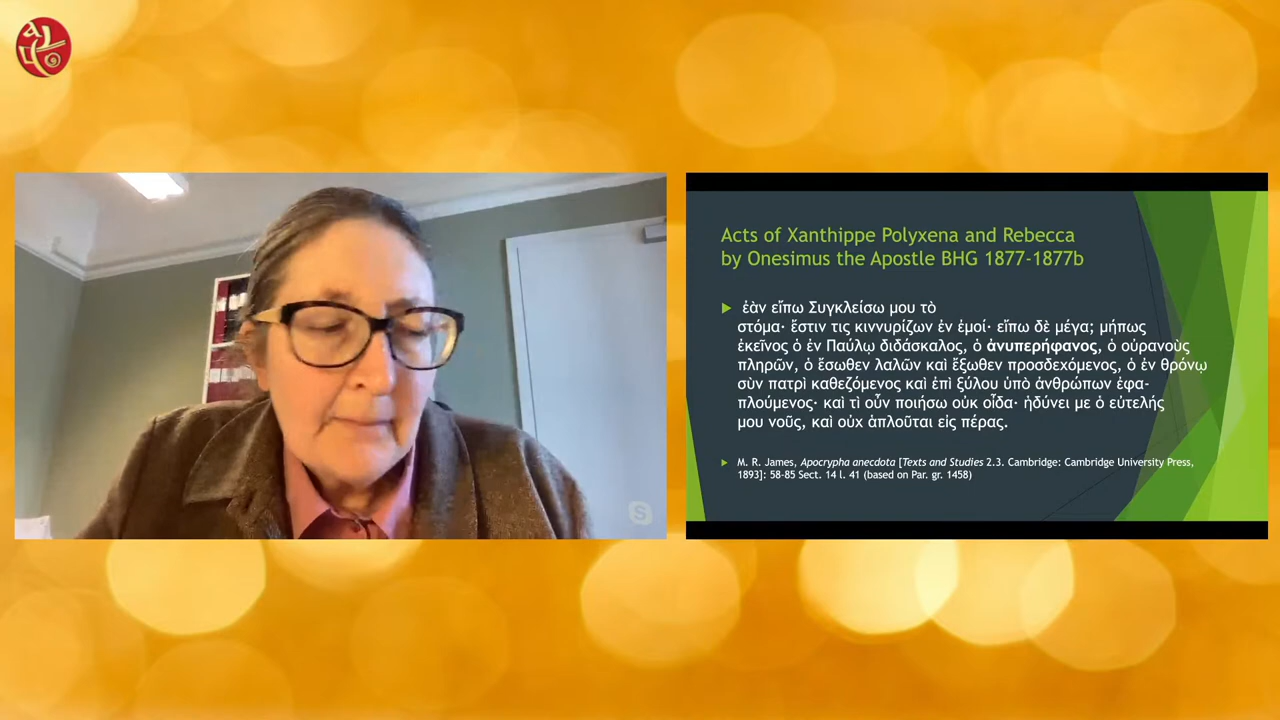 Acts of Xanthippe Polyxena and Rebecca
by Onesimus the Apostle BHG 1877-1877b
ἐὰν εἴπω Συγκλείσω μου τὸ
στόμα· ἔστιν τις κιννυρίζων ἐν ἐμοί· εἴπω δὲ μέγα; μήπως
ἐκεῖνος ὁ ἐν Παύλῳ διδάσκαλος, ὁ ἀνυπερήφανος, ὁ οὐρανοὺς
πληρῶν, ὁ ἔσωθεν λαλῶν καὶ ἔξωθεν προσδεχόμενος, ὁ ἐν θρόνῳ
σὺν πατρὶ καθεζόμενος καὶ ἐπὶ ξύλου ὑπὸ ἀνθρώπων ἐφα-
πλούμενος· καὶ τὶ οὖν ποιήσω οὐκ οἶδα· ἡδύνει με ὁ εὐτελής
μου νοῦς, καὶ οὐχ ἁπλοῦται εἰς πέρας.
M. R. James, Apocrypha anecdota [Texts and Studies 2.3. Cambridge: Cambridge University Press,
1893]: 58-85 Sect. 14 l. 41 (based on Par. gr. 1458)